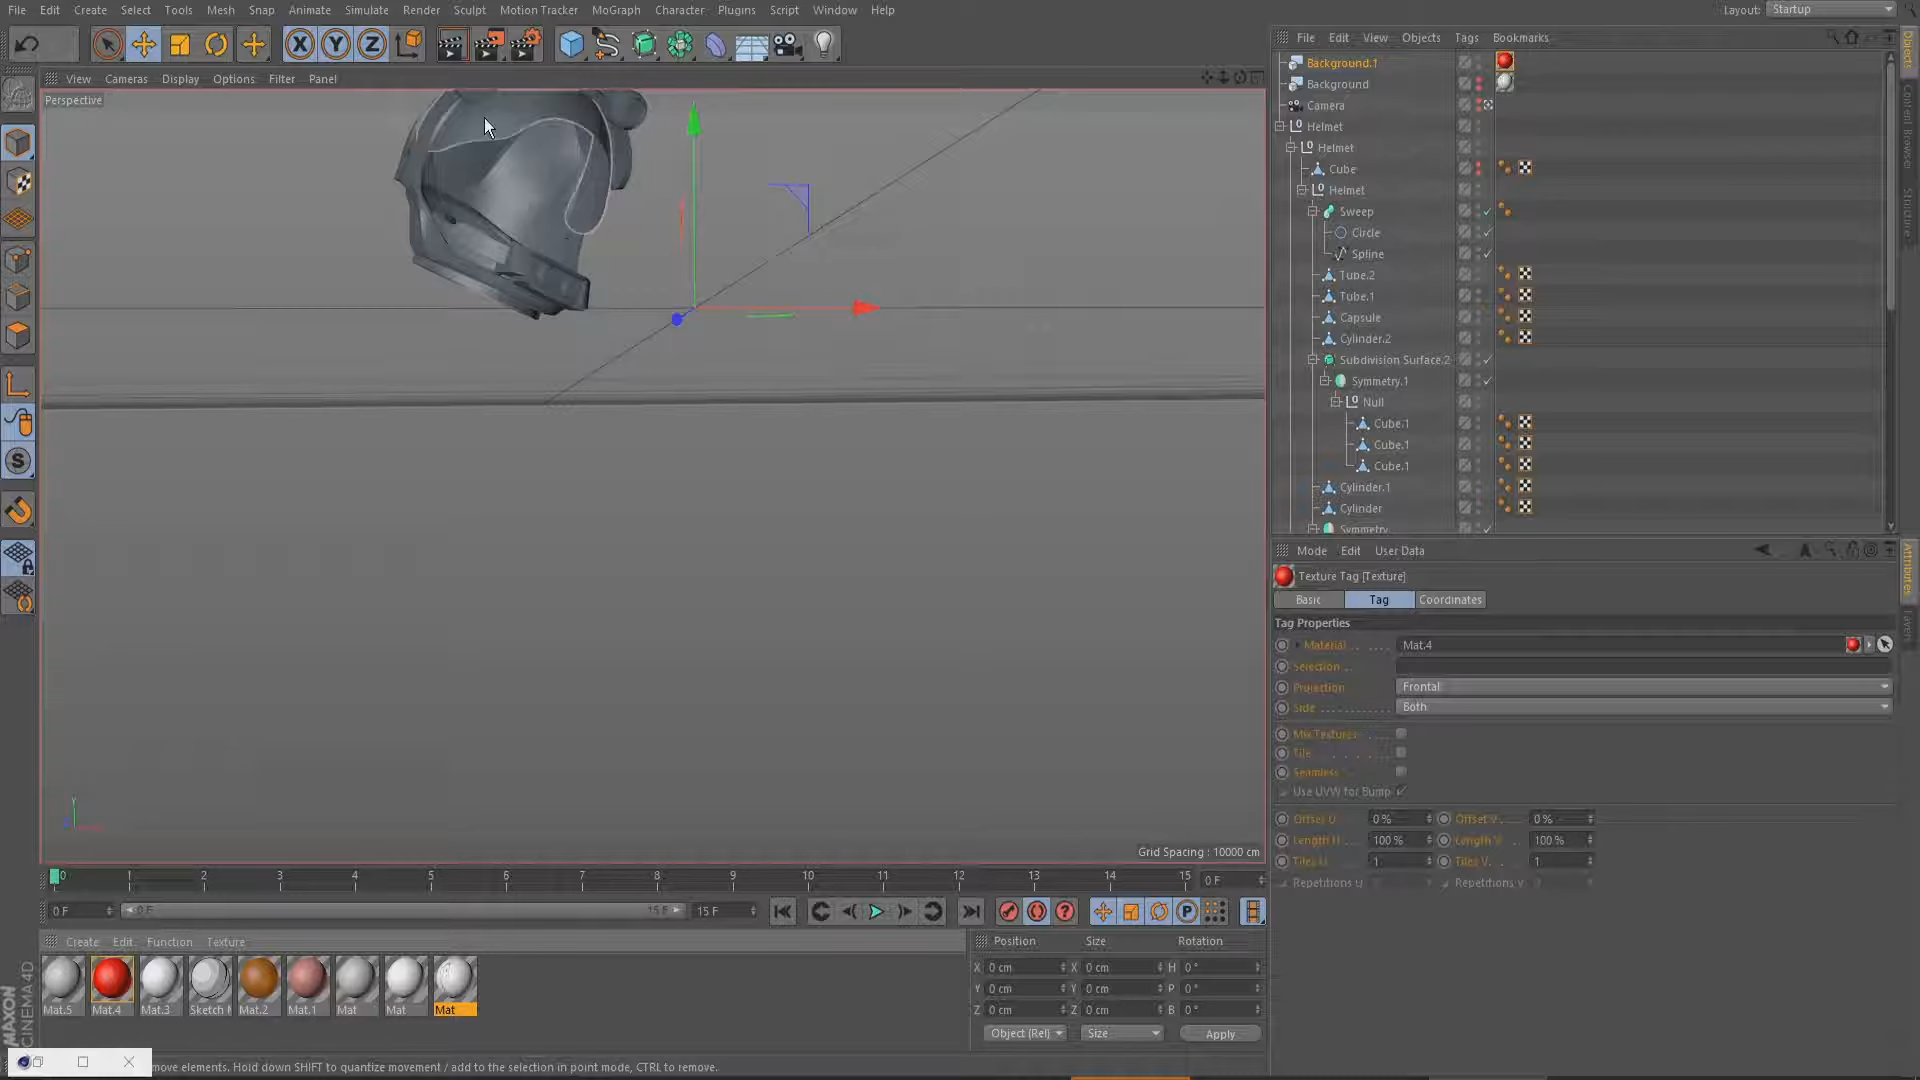 File Edit Create Select Tools Mesh Snap Animate Simulate Render Sculpt Motion Tracker MoGraph Character Plugins Script Window Help
Layout: Startup
File Edit View Objects Tags Bookmarks
View Cameras Display Options Filter Panel
Perspective
Background.1
Background
Camera
Helmet
Helmet
Cube
Helmet
Sweep
Circle
Spline
Tube.2
Tube.1
Capsule
Cylinder.2
Subdivision Surface.2
Symmetry.1
Null
Cube.1
Cube.1
Cube.1
Cylinder.1
Cylinder
Symmetry
Objects
Content Browser
Structure
Mode Edit User Data
Texture Tag [Texture]
Basic Tag Coordinates
Tag Properties
Material Mat.4
Selection
Projection Frontal
Side Both
Mix Textures
Tile
Seamless
Use UVW for Bump
Offset U 0 % Offset V 0 %
Length U 100 % Length V 100 %
Tiles U 1 Tiles V 1
Repetitions U Repetitions V
Attributes
Layers
Y
Grid Spacing : 10000 cm
0 1 2 3 4 5 6 7 8 9 10 11 12 13 14 15 0 F
0 F 0 F 15 F 15 F
Create Edit Function Texture
Mat.5 Mat.4 Mat.3 Sketch Mat.2 Mat.1 Mat Mat Mat
Position Size Rotation
X 0 cm X 0 cm H 0 °
Y 0 cm Y 0 cm P 0 °
Z 0 cm Z 0 cm B 0 °
Object (Rel) Size Apply
MAXON
CINEMA 4D
move elements. Hold down SHIFT to quantize movement / add to the selection in point mode, CTRL to remove.